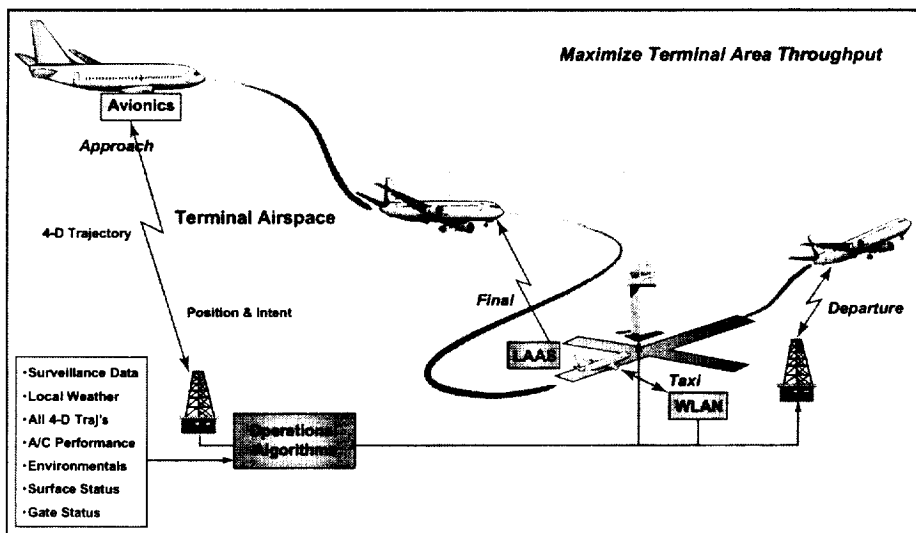 Maximize Terminal Area Throughput
Avionics
Approach
Terminal Airspace
4-D Trajectory
Position & Intent
Final
Departure
LAAS
Taxi
WLAN
·Surveillance Data
·Local Weather
·All 4-D Traj's
·A/C Performance
·Environmentals
·Surface Status
·Gate Status
Operational
Algorithms